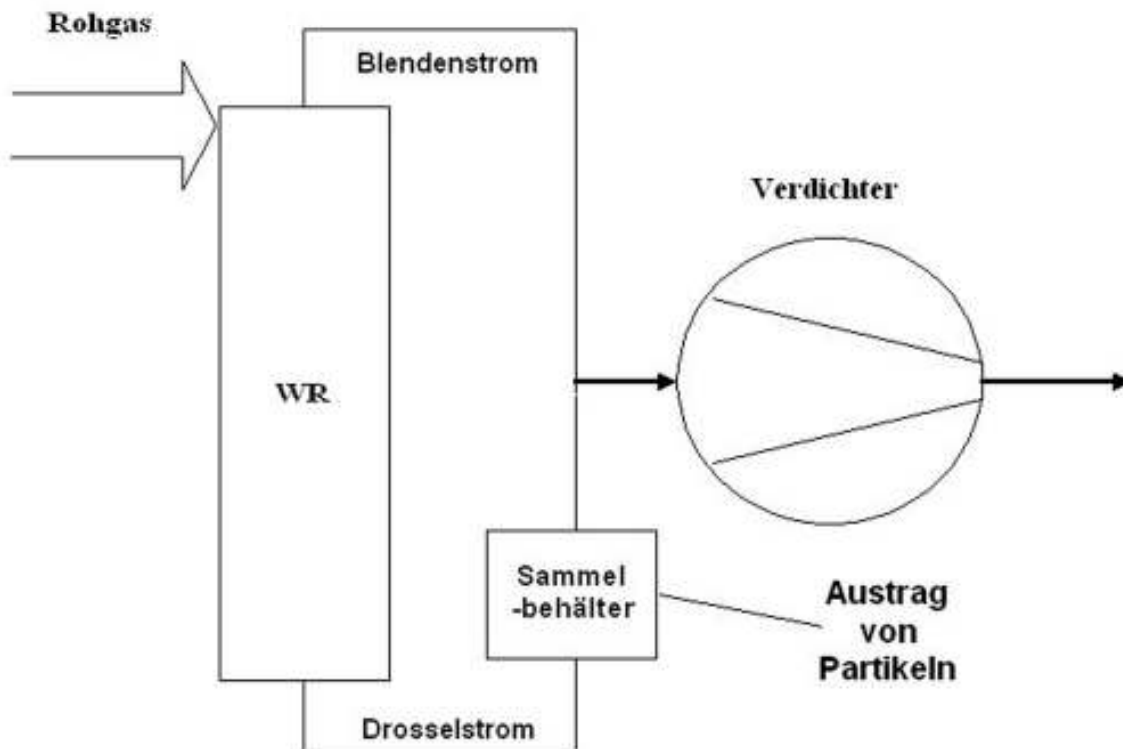 Rohgas
Blendenstrom
Verdichter
WR
Sammel
-behälter
Austrag
von
Partikeln
Drosselstrom